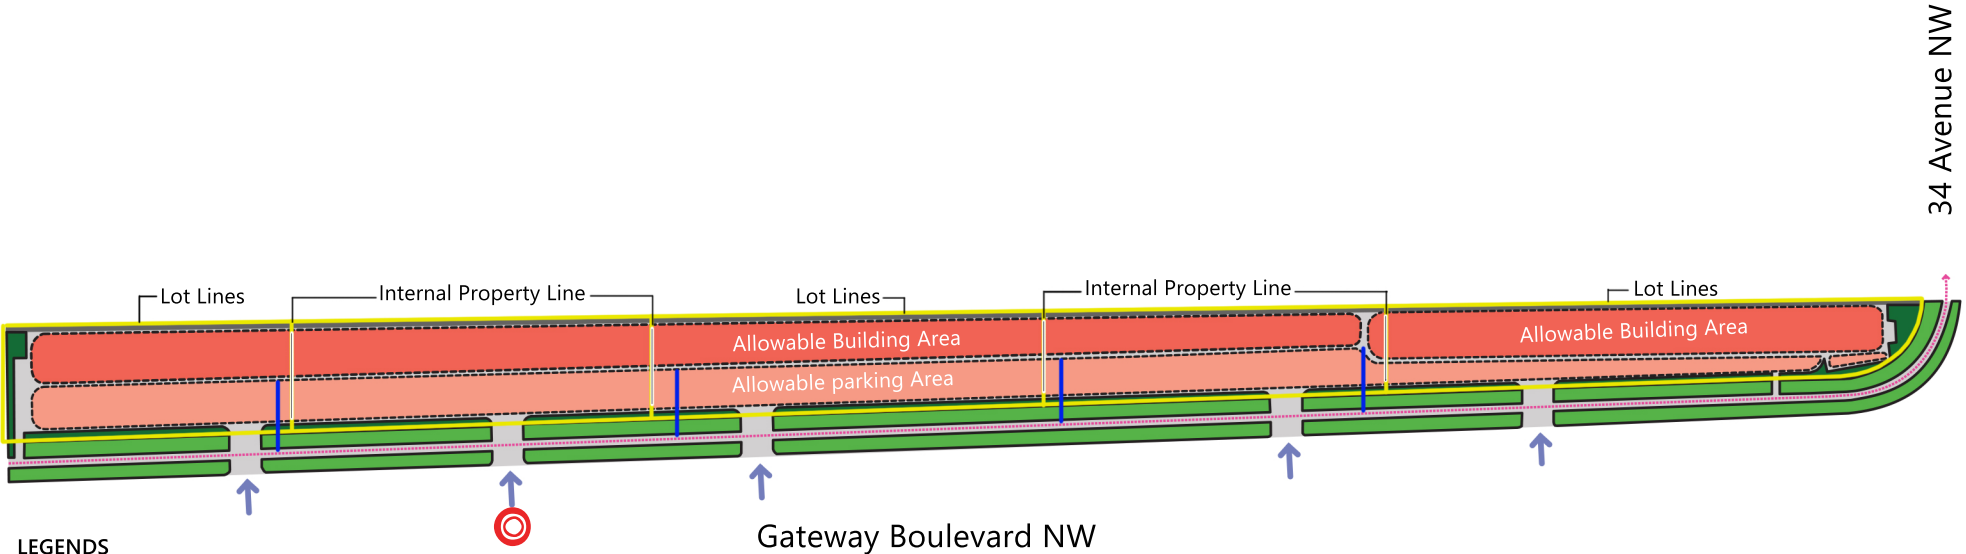 34 Avenue NW
Lot Lines
Internal Property Line
Lot Lines
Internal Property Line
Lot Lines
Allowable Building Area
Allowable Building Area
Allowable parking Area
Gateway Boulevard NW
LEGENDS